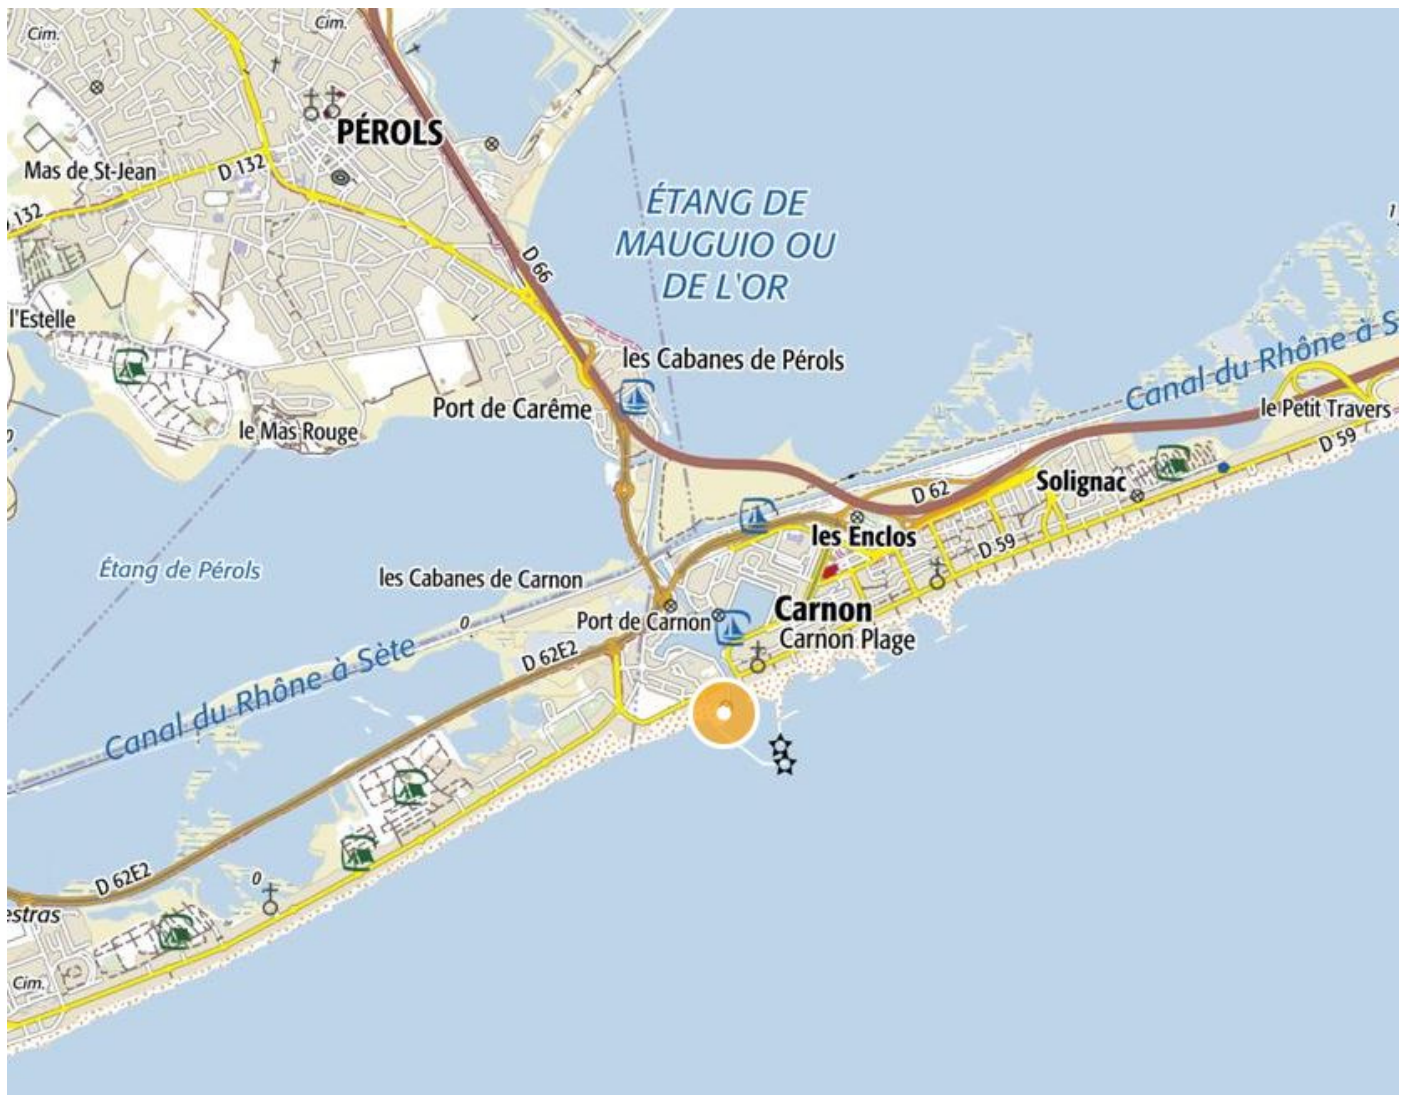 Cim.
Cim.
PÉROLS
Mas de St-Jean
D 132
132
ÉTANG DE
MAUGUIO OU
DE L'OR
D 66
l'Estelle
les Cabanes de Pérols
Canal du Rhône à S
Port de Carême
le Petit Travers
le Mas Rouge
D 59
Solignac
D 62
les Enclos
D 59
Étang de Pérols
les Cabanes de Carnon
Carnon
0
Port de Carnon
Carnon Plage
D 62E2
Canal du Rhône à Sète
D 62E2
0
estras
Cim.